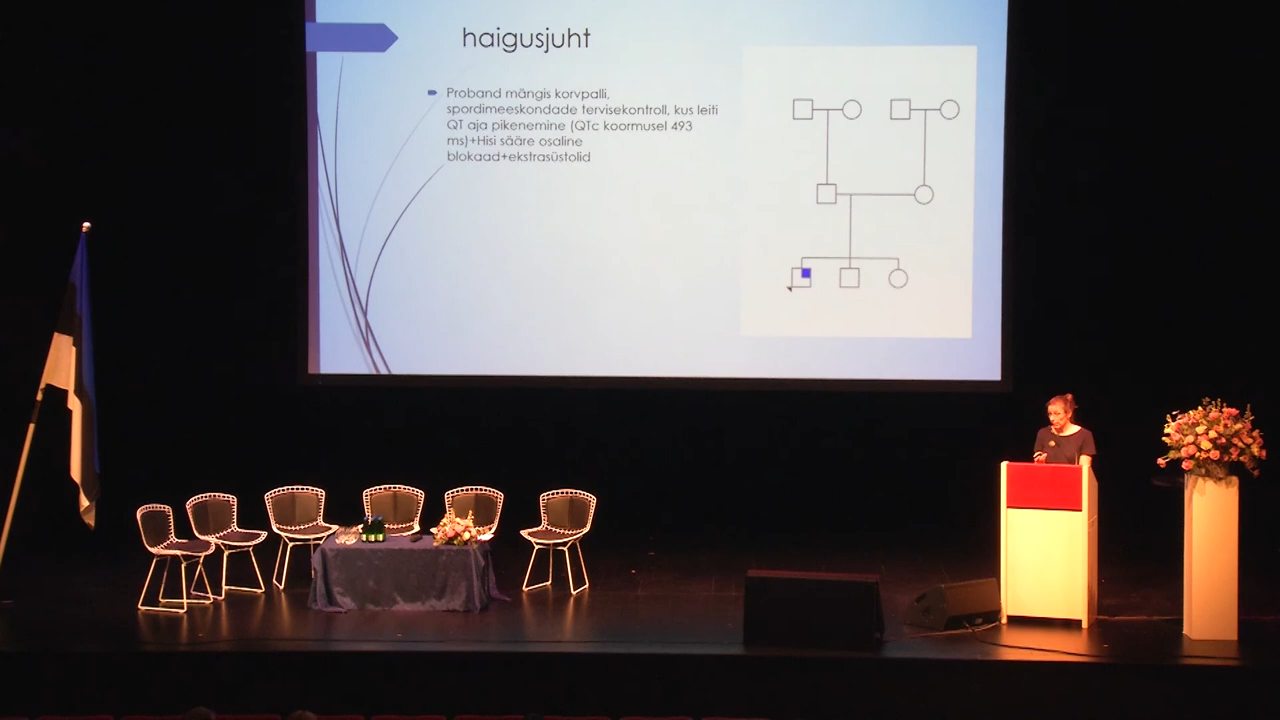 haigusjuht
Proband mängis korvpalli,
spordimeeskondade tervisekontroll, kus leiti
QT aja pikenemine (QTc koormusel 493
ms)+Hisi sääre osaline
blokaad+ekstrasüstolid